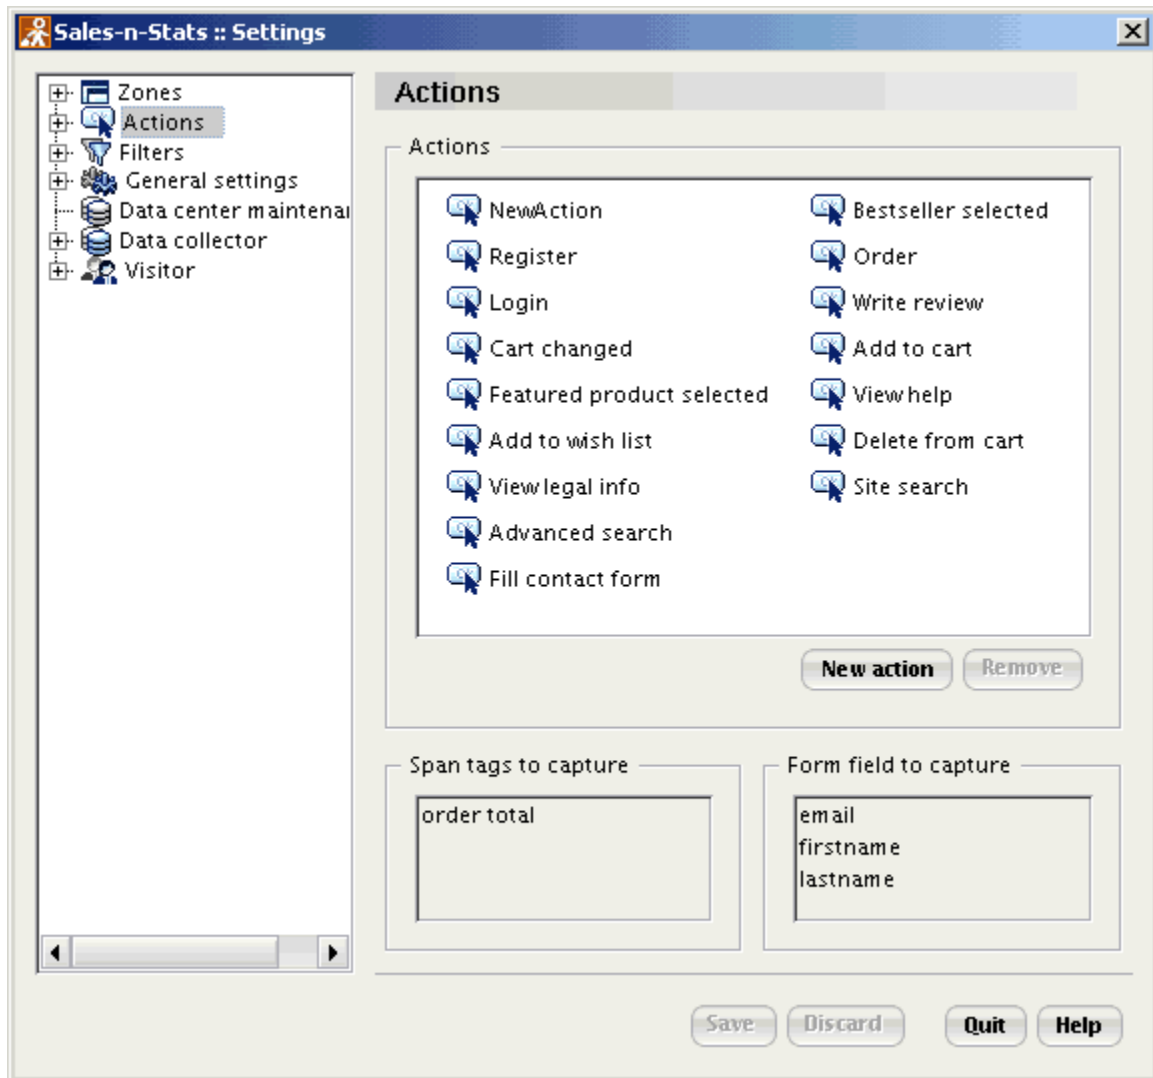 Sales-n-Stats :: Settings
Zones
Actions
Filters
General settings
Data center maintenai
Data collector
Visitor
Actions
Actions
NewAction
Register
Login
Cart changed
Featured product selected
Add to wish list
View legal info
Advanced search
Fill contact form
Bestseller selected
Order
Write review
Add to cart
View help
Delete from cart
Site search
New action Remove
Span tags to capture
order total
Form field to capture
email
firstname
lastname
Save Discard Quit Help